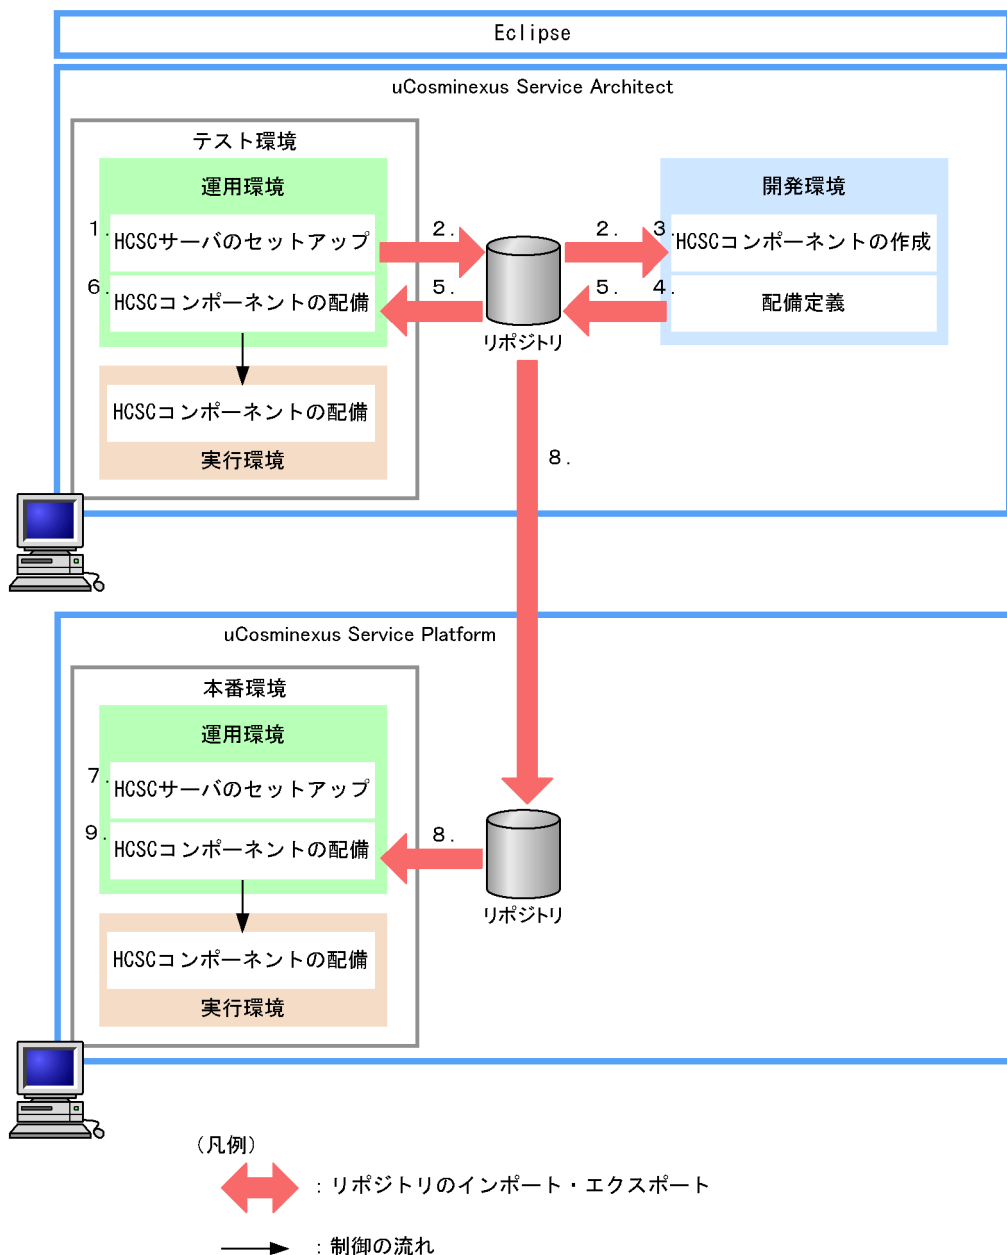 Eclipse
uCosminexus Service Architect
テスト環境
運用環境
開発環境
1.
HCSCサーバのセットアップ
2.
2.
3.
HCSCコンポーネントの作成
6.
HCSCコンポーネントの配備
5.
5.
4.
配備定義
リポジトリ
HCSCコンポーネントの配備
実行環境
8.
uCosminexus Service Platform
本番環境
運用環境
7.
HCSCサーバのセットアップ
9.
HCSCコンポーネントの配備
8.
リポジトリ
HCSCコンポーネントの配備
実行環境
(凡例)
：リポジトリのインポート・エクスポート
：制御の流れ